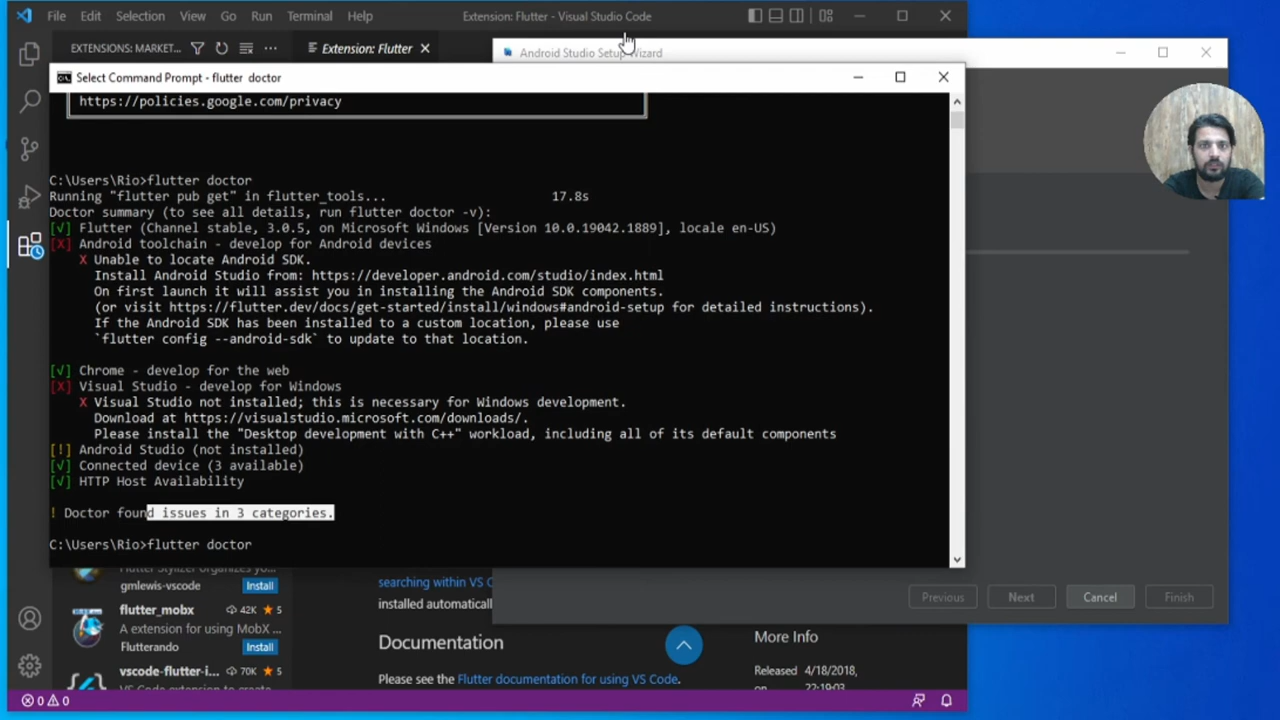 File Edit Selection View Go Run Terminal Help Extension: Flutter - Visual Studio Code
EXTENSIONS: MARKET... Extension: Flutter
Android Studio Setup Wizard
Select Command Prompt - flutter doctor
https://policies.google.com/privacy
C:\Users\Rio>flutter doctor
Running "flutter pub get" in flutter_tools... 17.8s
Doctor summary (to see all details, run flutter doctor -v):
[√] Flutter (Channel stable, 3.0.5, on Microsoft Windows [Version 10.0.19042.1889], locale en-US)
[X] Android toolchain - develop for Android devices
X Unable to locate Android SDK.
Install Android Studio from: https://developer.android.com/studio/index.html
On first launch it will assist you in installing the Android SDK components.
(or visit https://flutter.dev/docs/get-started/install/windows#android-setup for detailed instructions).
If the Android SDK has been installed to a custom location, please use
`flutter config --android-sdk` to update to that location.
[√] Chrome - develop for the web
[X] Visual Studio - develop for Windows
X Visual Studio not installed; this is necessary for Windows development.
Download at https://visualstudio.microsoft.com/downloads/.
Please install the "Desktop development with C++" workload, including all of its default components
[!] Android Studio (not installed)
[√] Connected device (3 available)
[√] HTTP Host Availability
! Doctor found issues in 3 categories.
C:\Users\Rio>flutter doctor
gmlewis-vscode Install
flutter_mobx 42K 5
A extension for using MobX ...
Flutterando Install
vscode-flutter-i... 70K 5
searching within VS C
installed automaticall
Documentation
Please see the Flutter documentation for using VS Code.
Previous Next Cancel Finish
More Info
Released 4/18/2018,
on 22:19:03
0 0